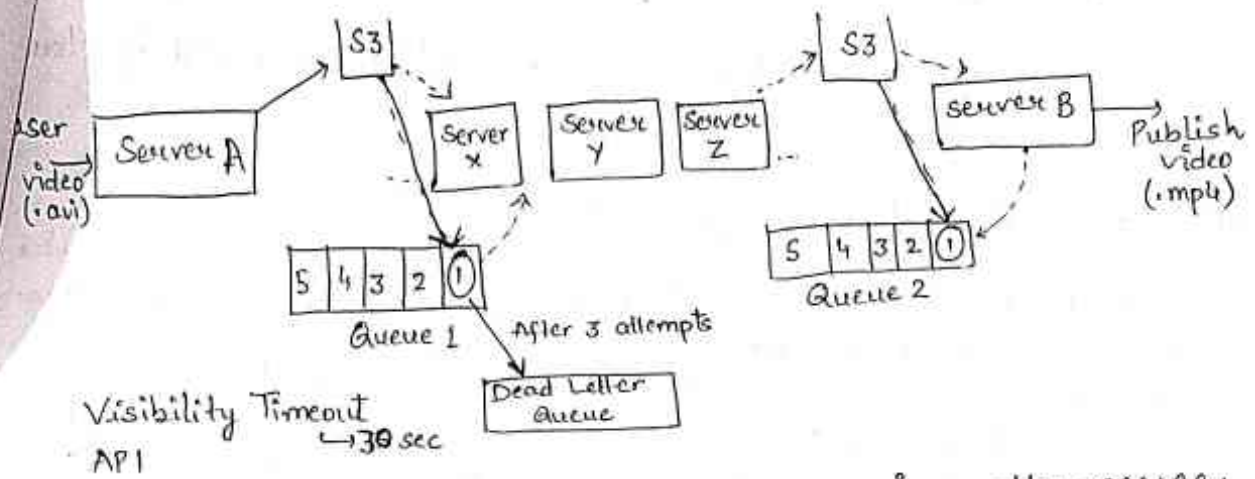 S3
S3
Server A
video
(.avi)
Server
X
Server
Y
Server
Z
Server B
Publish
video
(.mp4)
5 4 3 2 1
Queue 1
5 4 3 2 1
Queue 2
After 3 attempts
Dead Letter
Queue
Visibility Timeout
↳ 30 sec
API